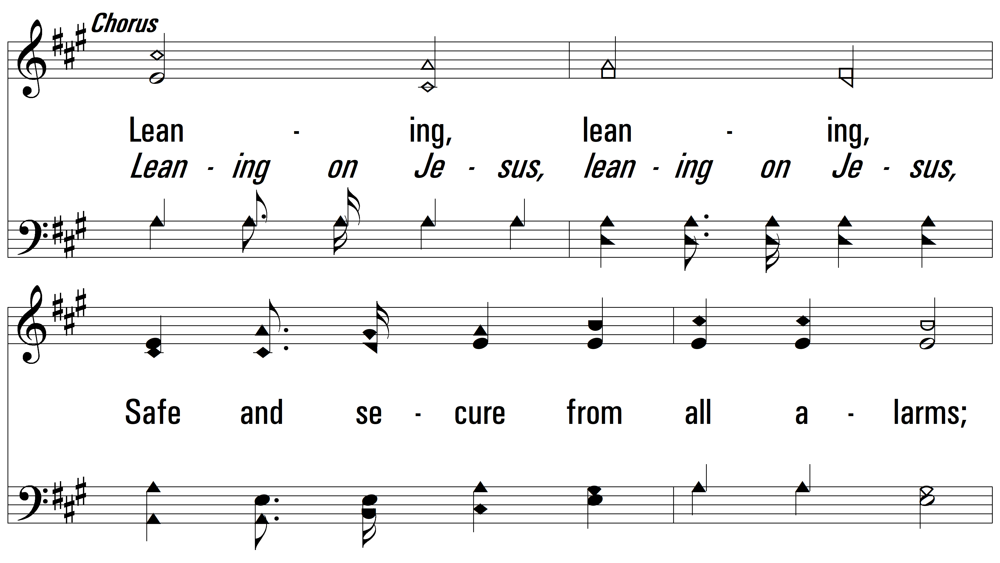 Chorus
Lean - ing, lean - ing,
Lean - ing on Je - sus, lean - ing on Je - sus,
Safe and se - cure from all a - larms;